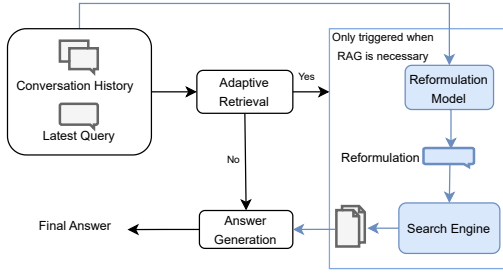 Conversation History
Latest Query
Adaptive
Retrieval
Yes
No
Only triggered when
RAG is necessary
Reformulation
Model
Reformulation
Search Engine
Answer
Generation
Final Answer